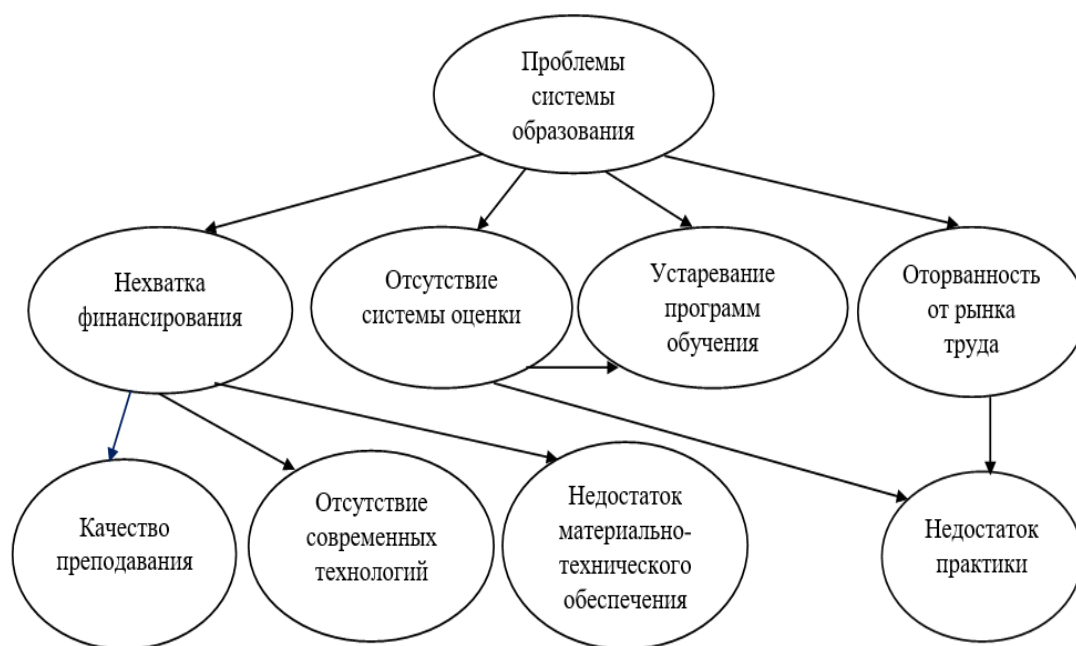 Проблемы
системы
образования
Нехватка
финансирования
Отсутствие
системы оценки
Устаревание
программ
обучения
Оторванность
от рынка
труда
Качество
преподавания
Отсутствие
современных
технологий
Недостаток
материально-
технического
обеспечения
Недостаток
практики